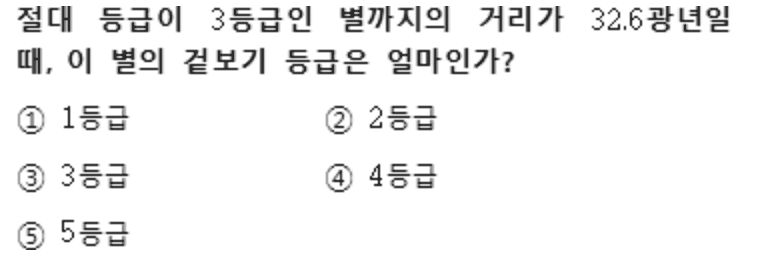 절대 등급이 3등급인 별까지의 거리가 32.6광년일
때, 이 별의 겉보기 등급은 얼마인가?
① 1등급 ② 2등급
③ 3등급 ④ 4등급
⑤ 5등급